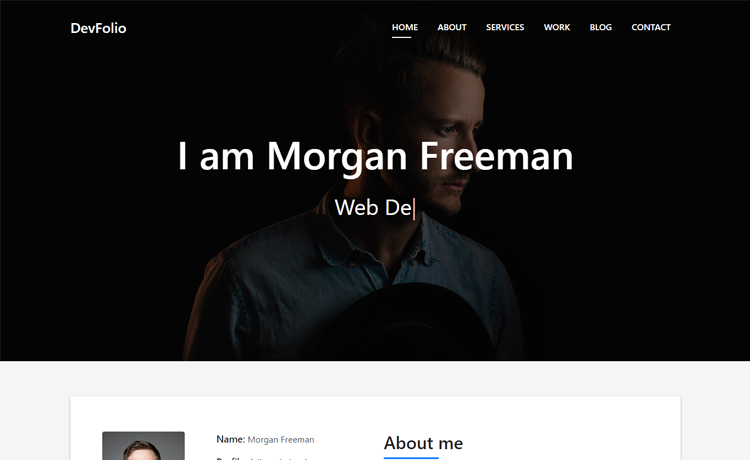 DevFolio
HOME ABOUT SERVICES WORK BLOG CONTACT
I am Morgan Freeman
Web De
Name: Morgan Freeman
About me